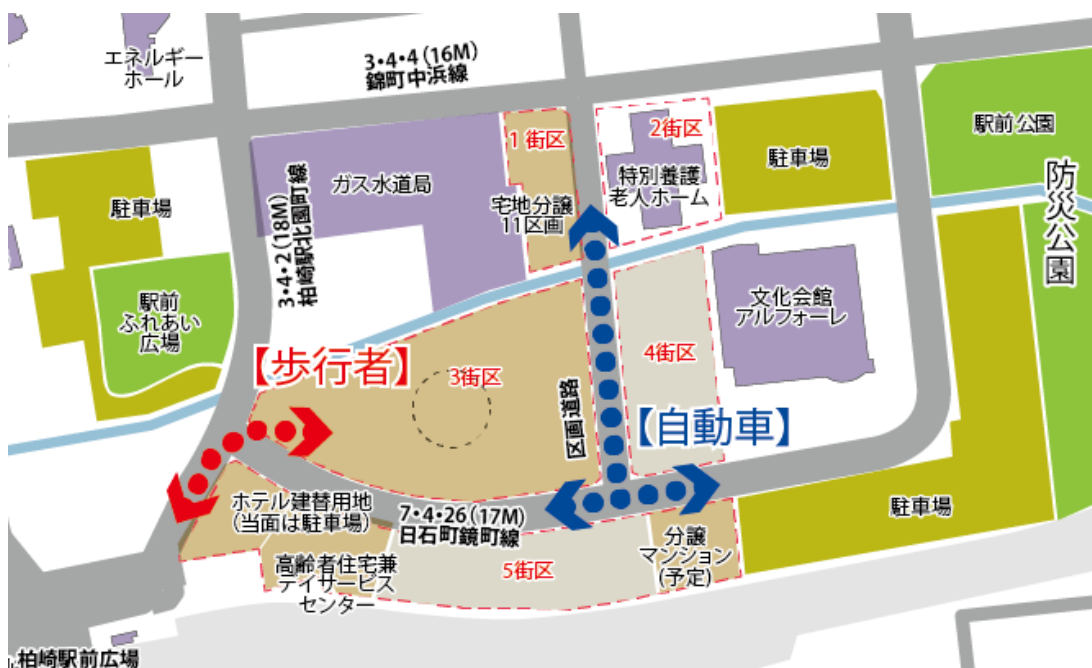 エネルギー
ホール
3・4・4(16M)
錦町中浜線
1街区
2街区
駅前公園
駐車場
ガス水道局
特別養護
老人ホーム
防災公園
駐車場
宅地分譲
11区画
3・4・2(18M)
柏崎駅北園町線
駅前
ふれあい
広場
文化会館
アルフォーレ
4街区
【歩行者】
3街区
区画道路
【自動車】
ホテル建替用地
(当面は駐車場)
7・4・26(17M)
日石町鏡町線
駐車場
分譲
マンション
(予定)
高齢者住宅兼
デイサービス
センター
5街区
柏崎駅前広場